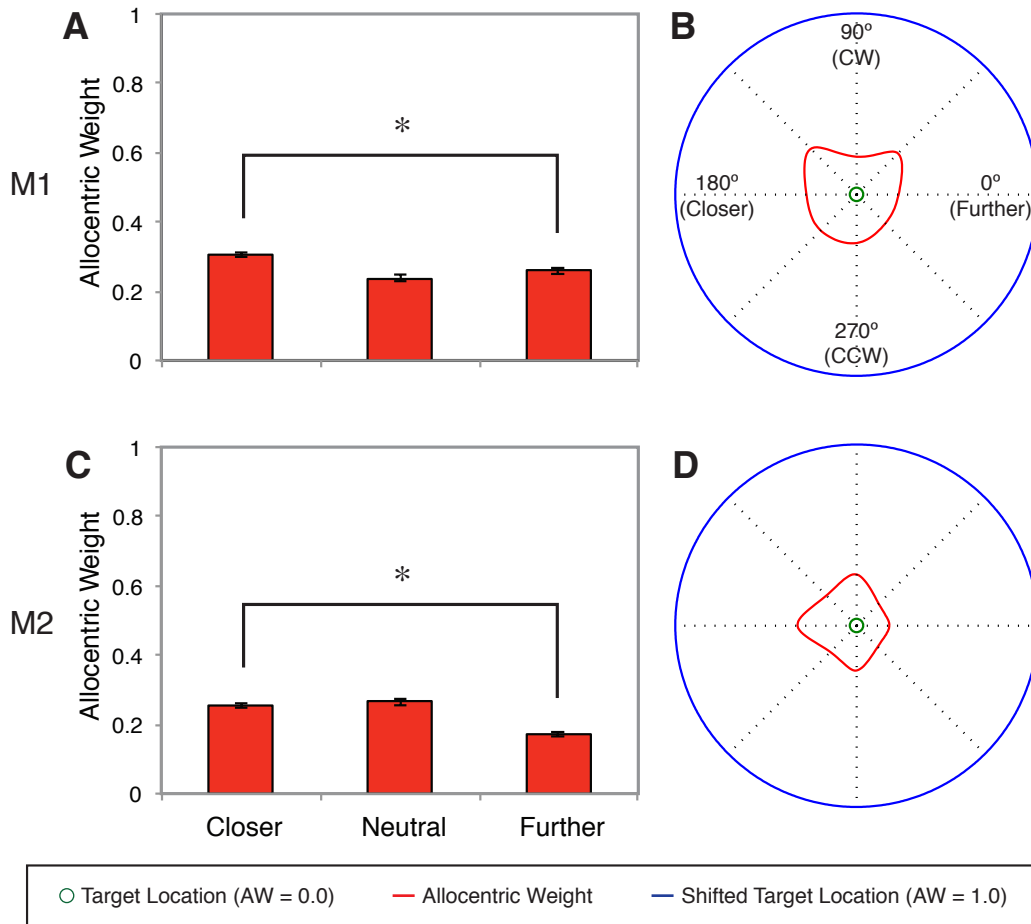 A
B
M1
Allocentric Weight
1
0.8
0.6
0.4
0.2
0
*
90º
(CW)
180º
(Closer)
0º
(Further)
270º
(CCW)
C
D
M2
Allocentric Weight
1
0.8
0.6
0.4
0.2
0
*
Closer Neutral Further
Target Location (AW = 0.0) Allocentric Weight Shifted Target Location (AW = 1.0)